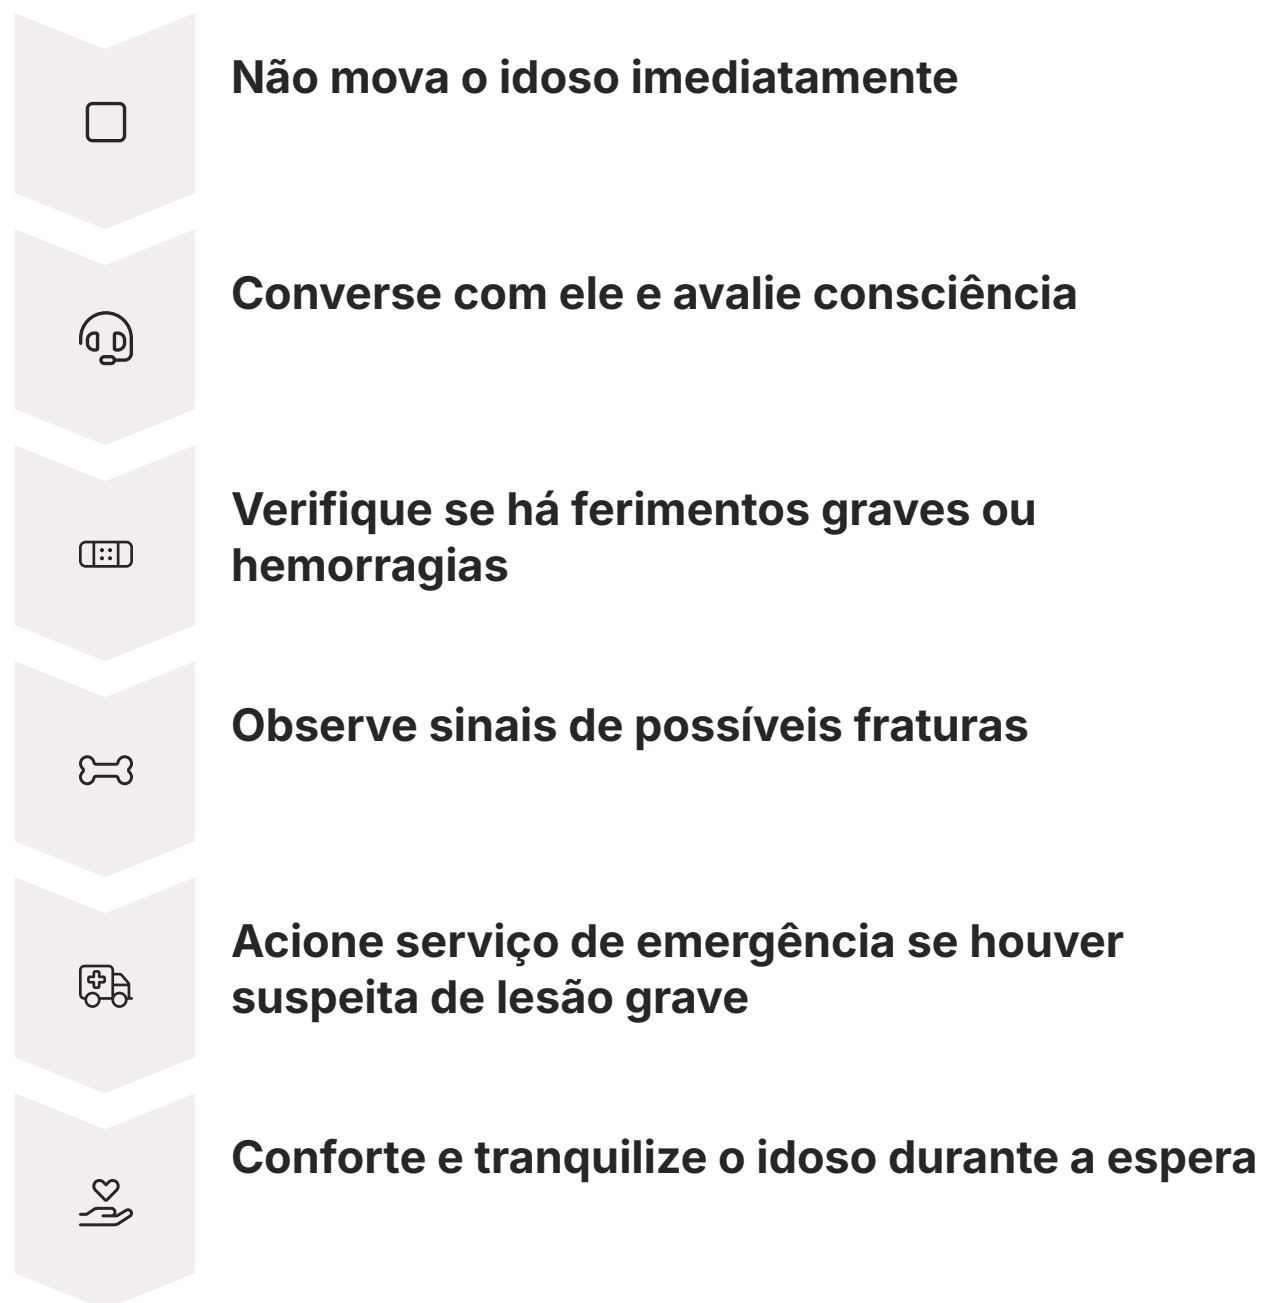 Não mova o idoso imediatamente
Converse com ele e avalie consciência
Verifique se há ferimentos graves ou
hemorragias
Observe sinais de possíveis fraturas
Acione serviço de emergência se houver
suspeita de lesão grave
Conforte e tranquilize o idoso durante a espera